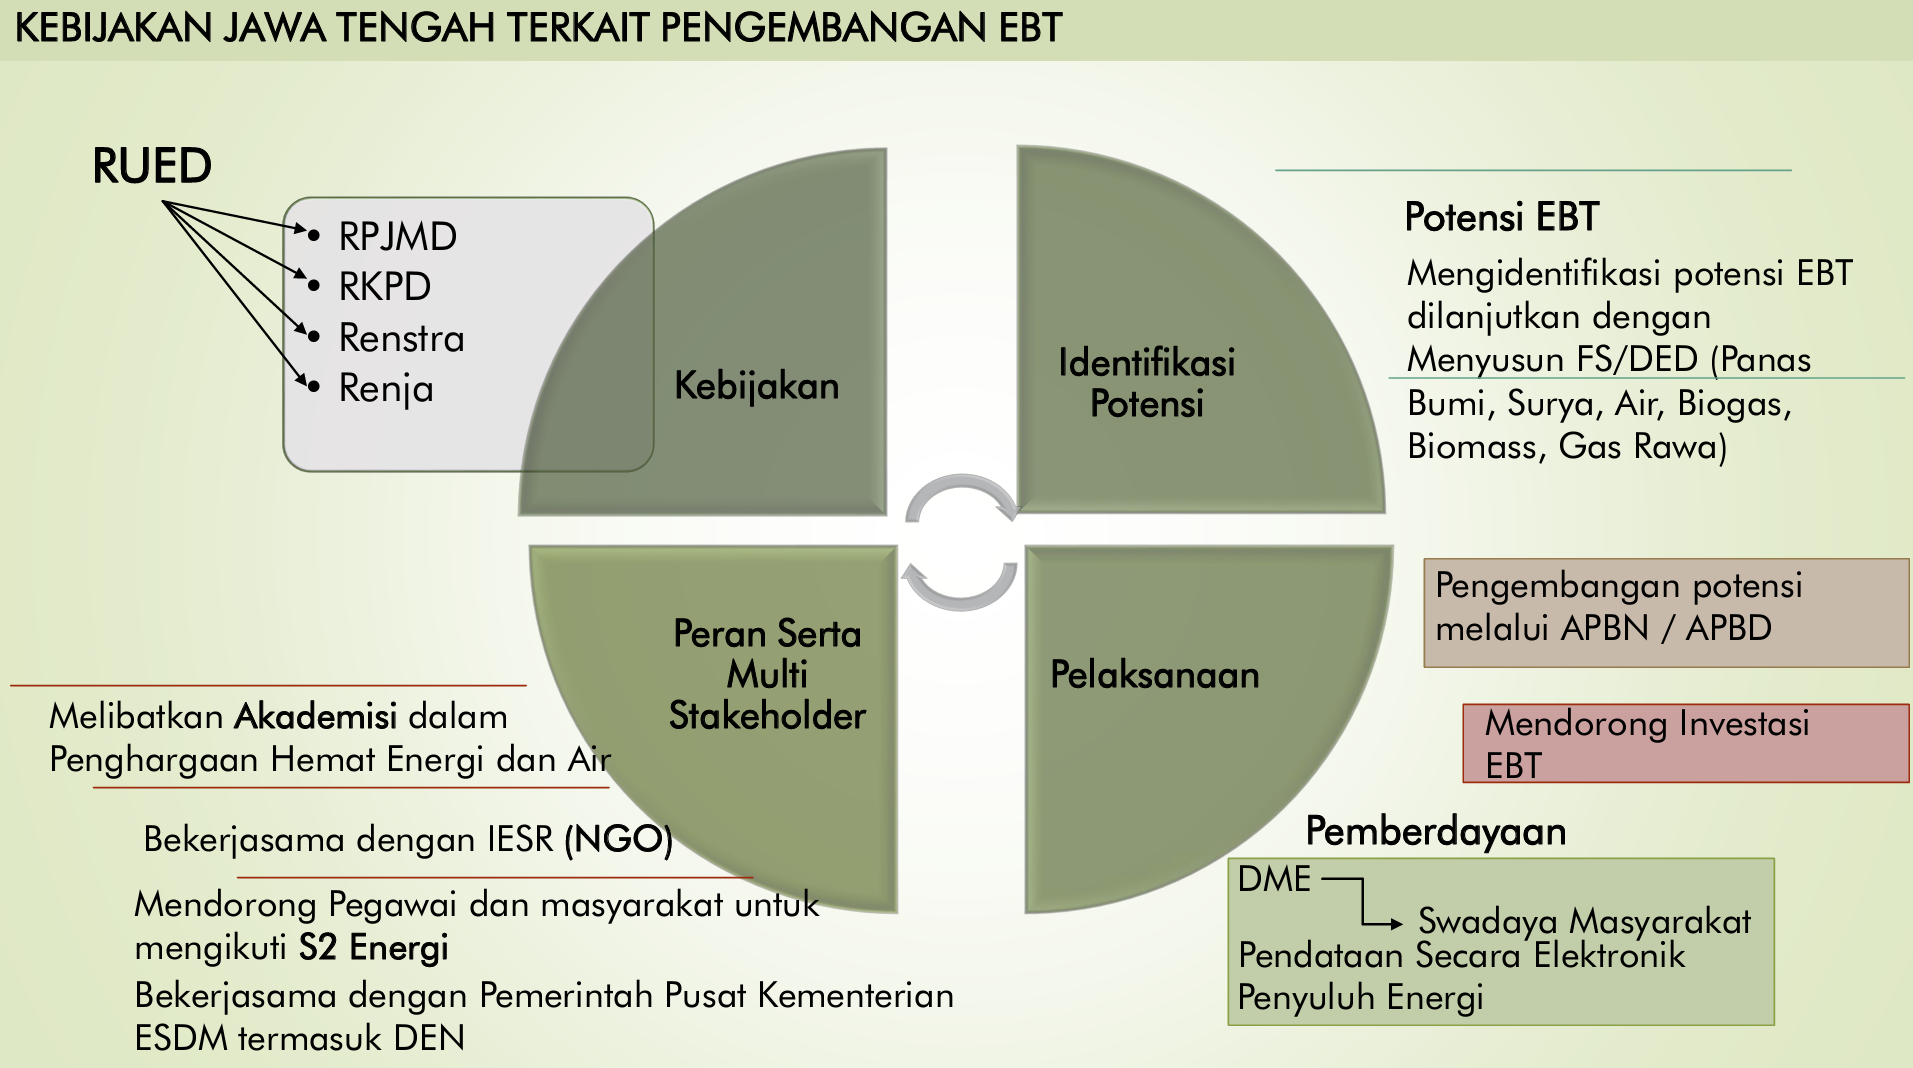 KEBIJAKAN JAWA TENGAH TERKAIT PENGEMBANGAN EBT
RUED
• RPJMD
• RKPD
• Renstra
• Renja
Kebijakan
Identifikasi
Potensi
Potensi EBT
Mengidentifikasi potensi EBT
dilanjutkan dengan
Menyusun FS/DED (Panas
Bumi, Surya, Air, Biogas,
Biomass, Gas Rawa)
Peran Serta
Multi
Stakeholder
Pelaksanaan
Pengembangan potensi
melalui APBN / APBD
Mendorong Investasi
EBT
Pemberdayaan
DME
Swadaya Masyarakat
Pendataan Secara Elektronik
Penyuluh Energi
Melibatkan Akademisi dalam
Penghargaan Hemat Energi dan Air
Bekerjasama dengan IESR (NGO)
Mendorong Pegawai dan masyarakat untuk
mengikuti S2 Energi
Bekerjasama dengan Pemerintah Pusat Kementerian
ESDM termasuk DEN